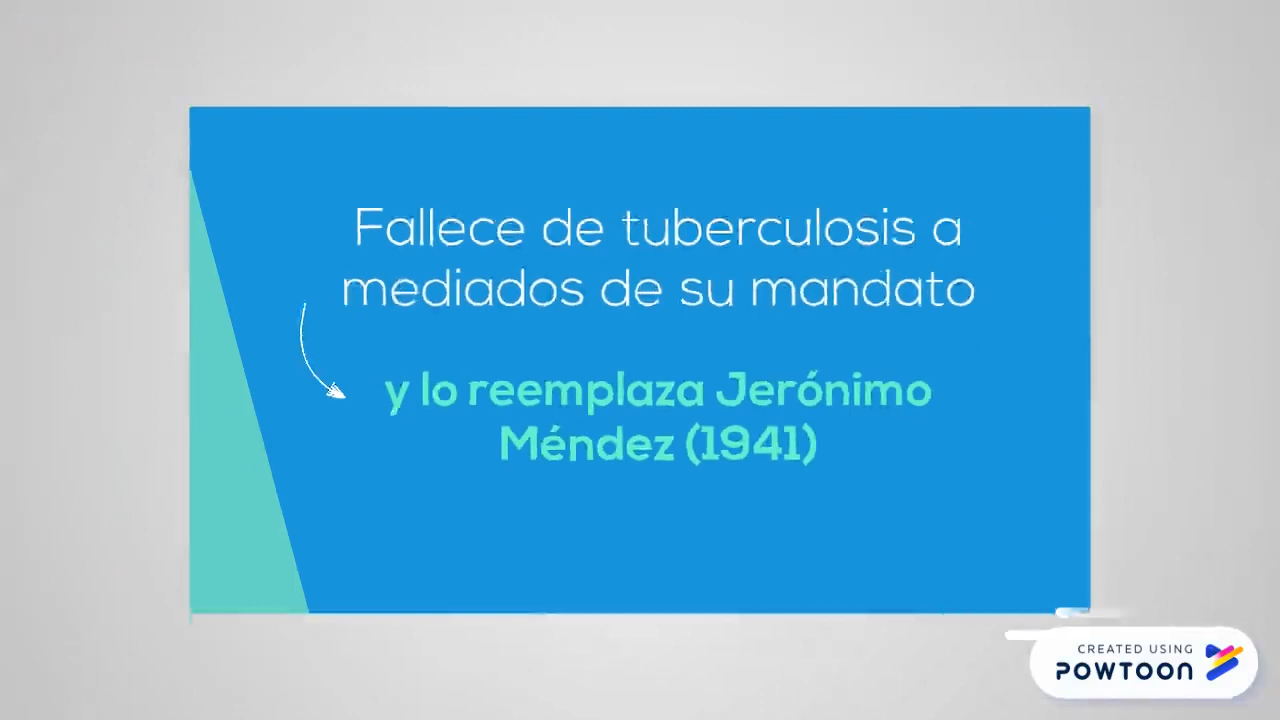 Fallece de tuberculosis a
mediados de su mandato
y lo reemplaza Jerónimo
Méndez (1941)
CREATED USING
POWTOON